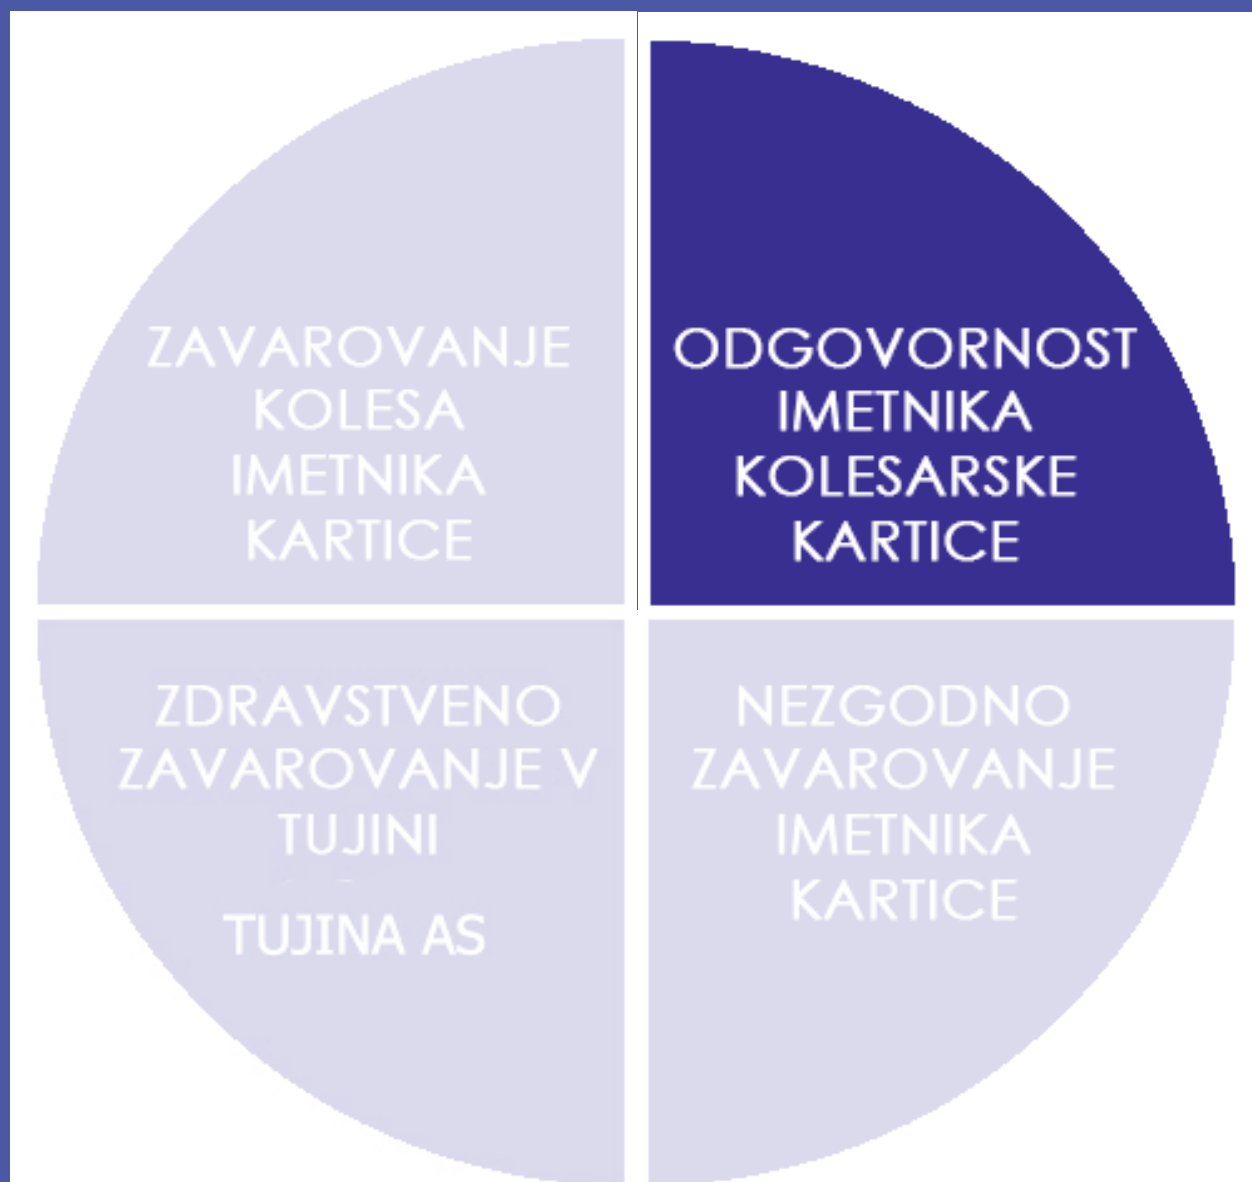 ZAVAROVANJE
KOLESA
IMETNIKA
KARTICE
ODGOVORNOST
IMETNIKA
KOLESARSKE
KARTICE
ZDRAVSTVENO
ZAVAROVANJE V
TUJINI
TUJINA AS
NEZGODNO
ZAVAROVANJE
IMETNIKA
KARTICE